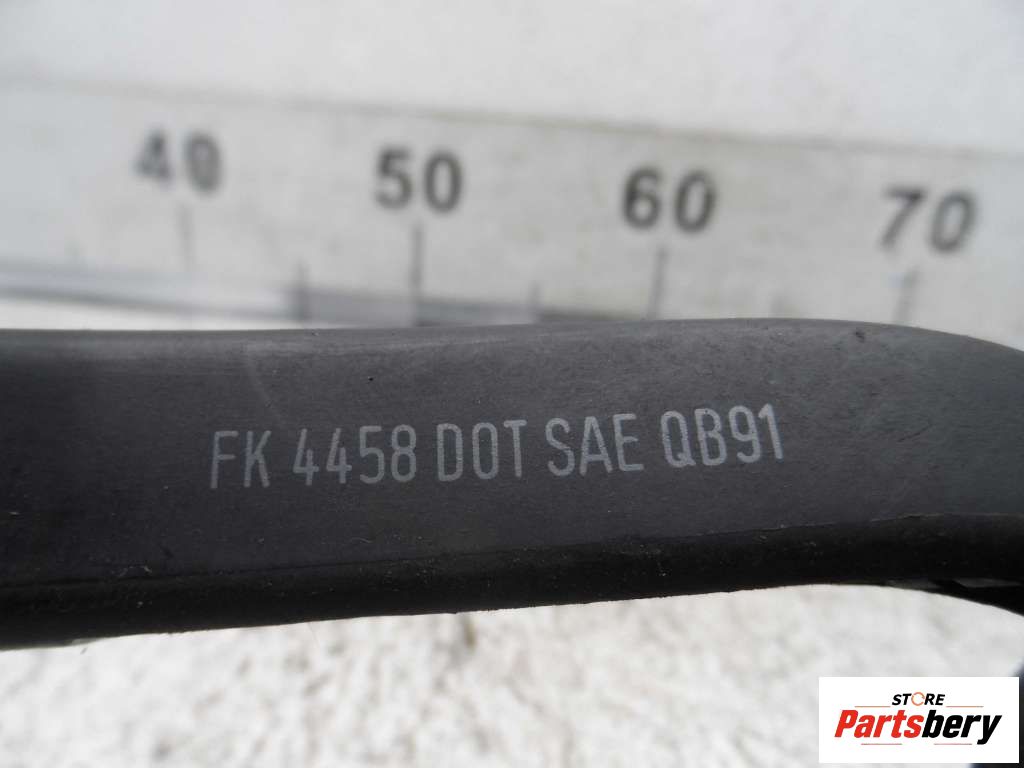 40 50 60 70
FK 4458 DOT SAE QB91
STORE
Partsbery